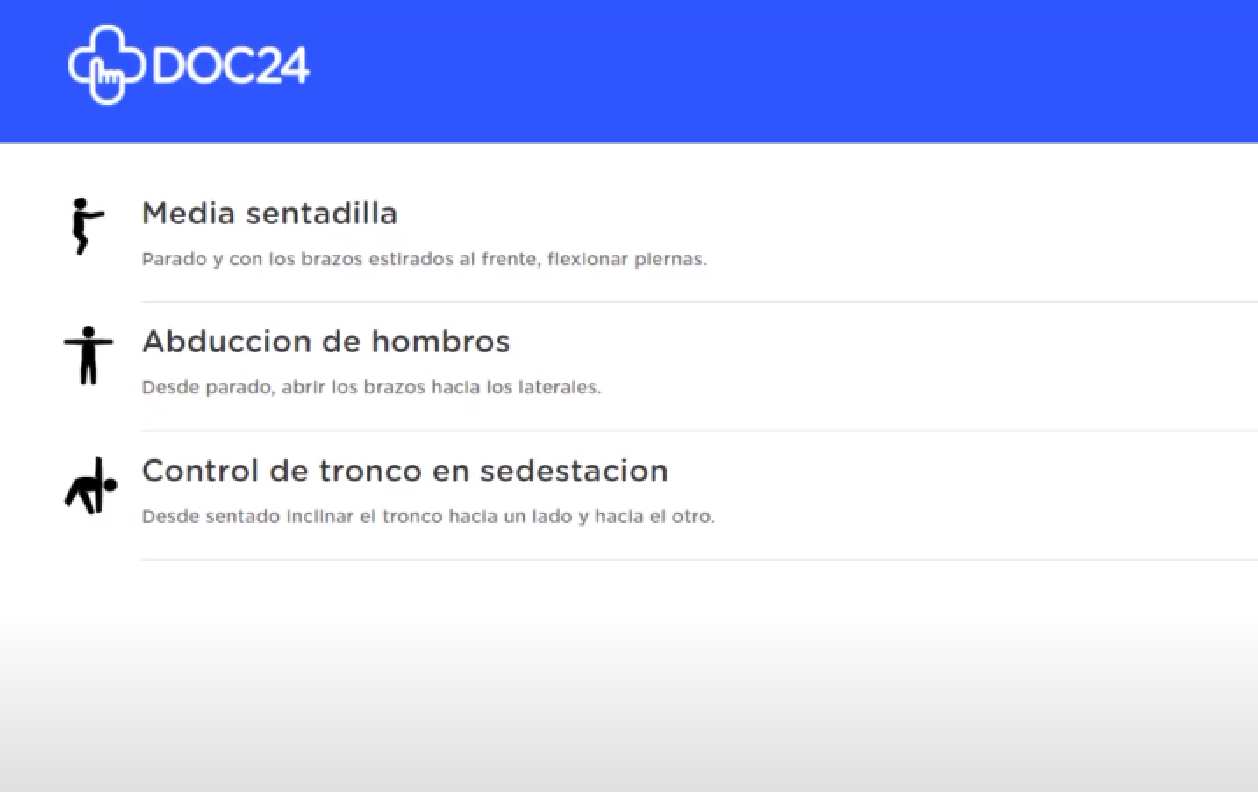 DOC24
Media sentadilla
Parado y con los brazos estirados al frente, flexionar piernas.
Abduccion de hombros
Desde parado, abrir los brazos hacia los laterales.
Control de tronco en sedestacion
Desde sentado inclinar el tronco hacia un lado y hacia el otro.